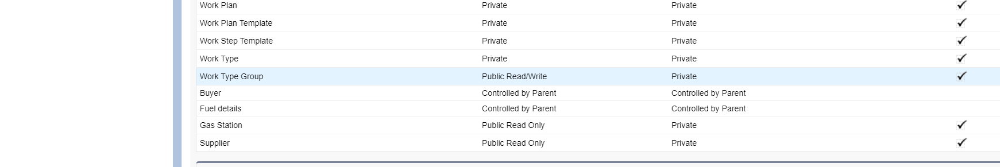 Work Plan Private Private
Work Plan Template Private Private
Work Step Template Private Private
Work Type Private Private
Work Type Group Public Read/Write Private
Buyer Controlled by Parent Controlled by Parent
Fuel details Controlled by Parent Controlled by Parent
Gas Station Public Read Only Private
Supplier Public Read Only Private